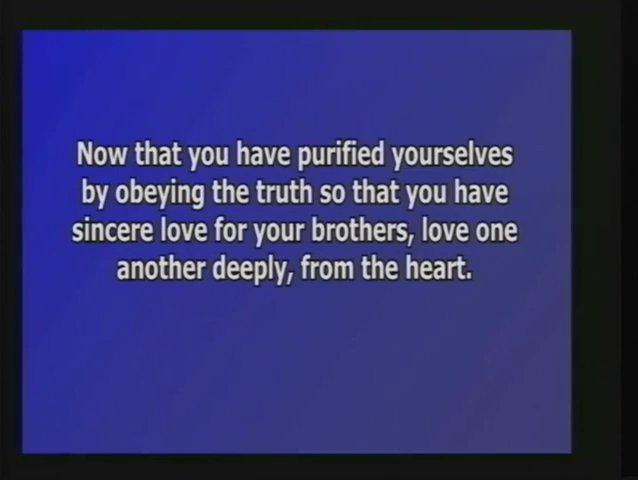 Now that you have purified yourselves
by obeying the truth so that you have
sincere love for your brothers, love one
another deeply, from the heart.